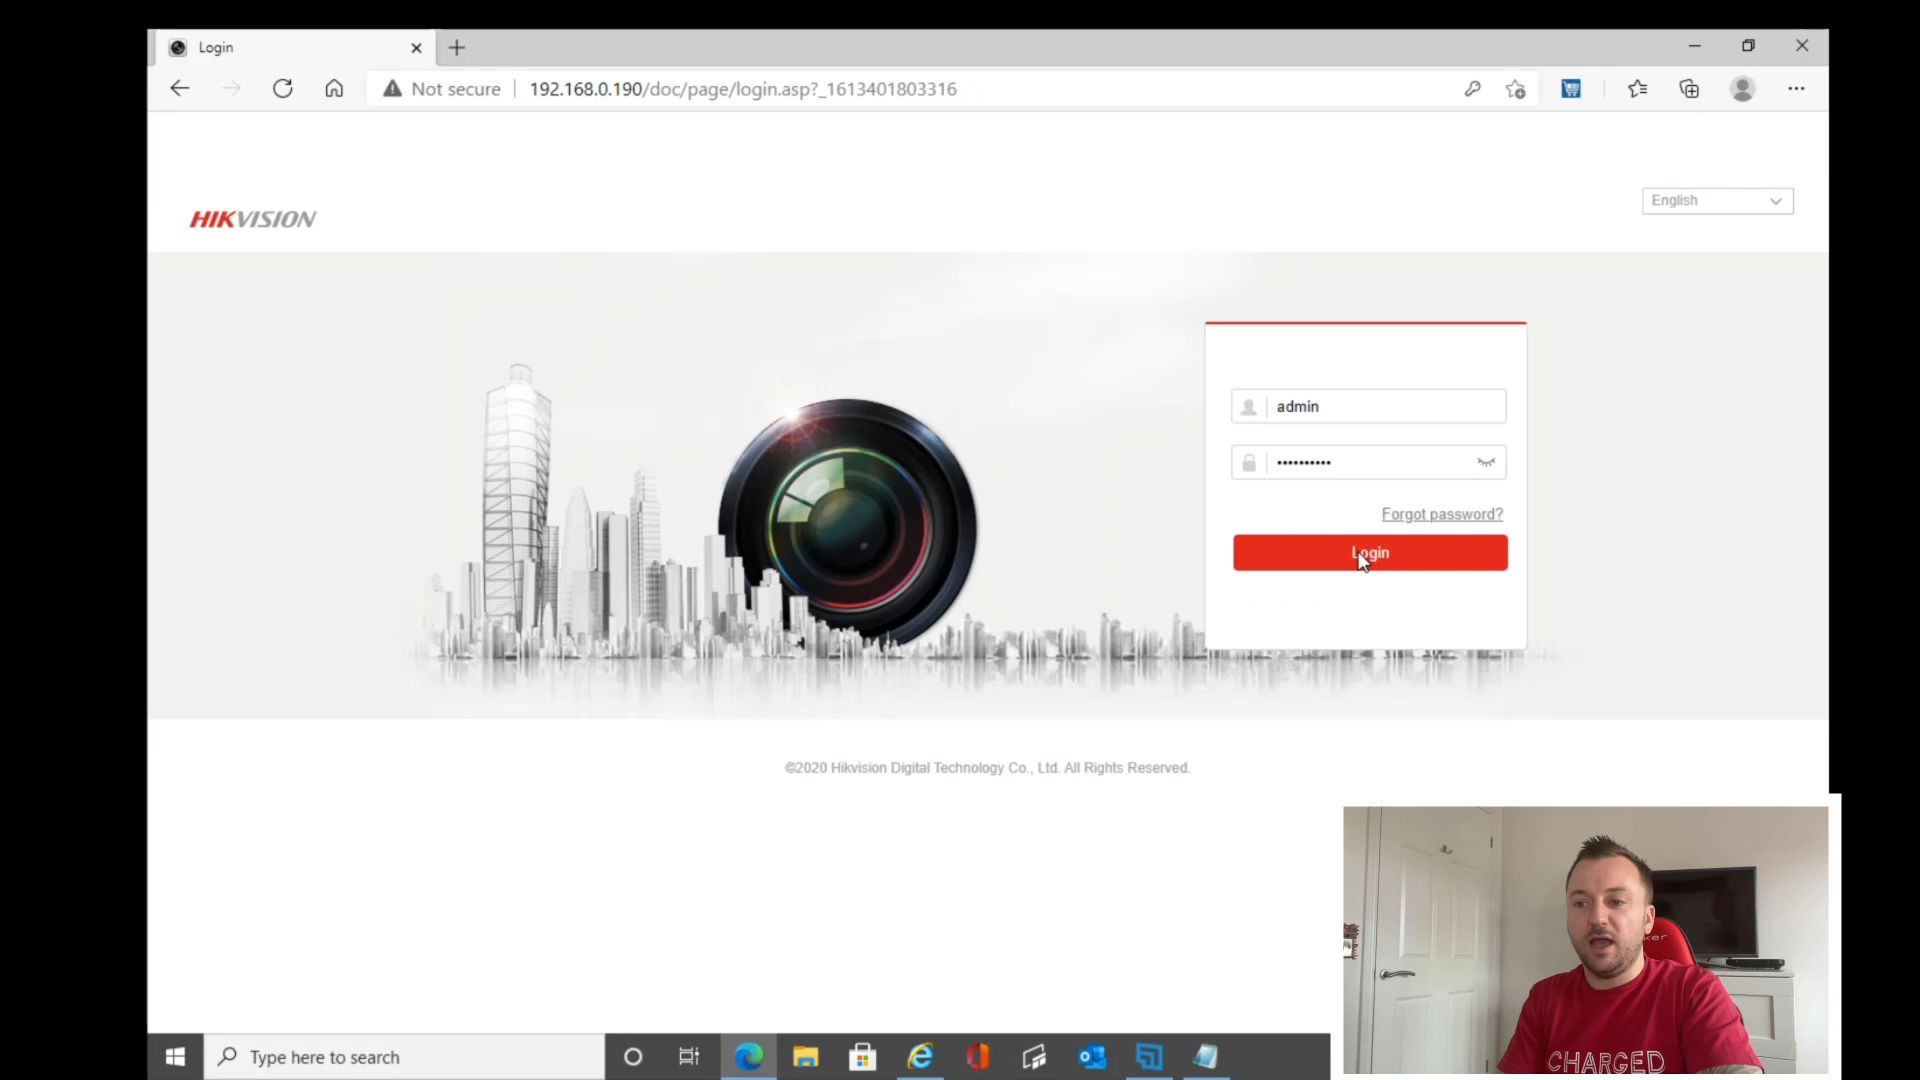 Login
Not secure
192.168.0.190/doc/page/login.asp?_1613401803316
HIKVISION
English
admin
••••••••••
Forgot password?
Login
©2020 Hikvision Digital Technology Co., Ltd. All Rights Reserved.
CHARGED
Type here to search